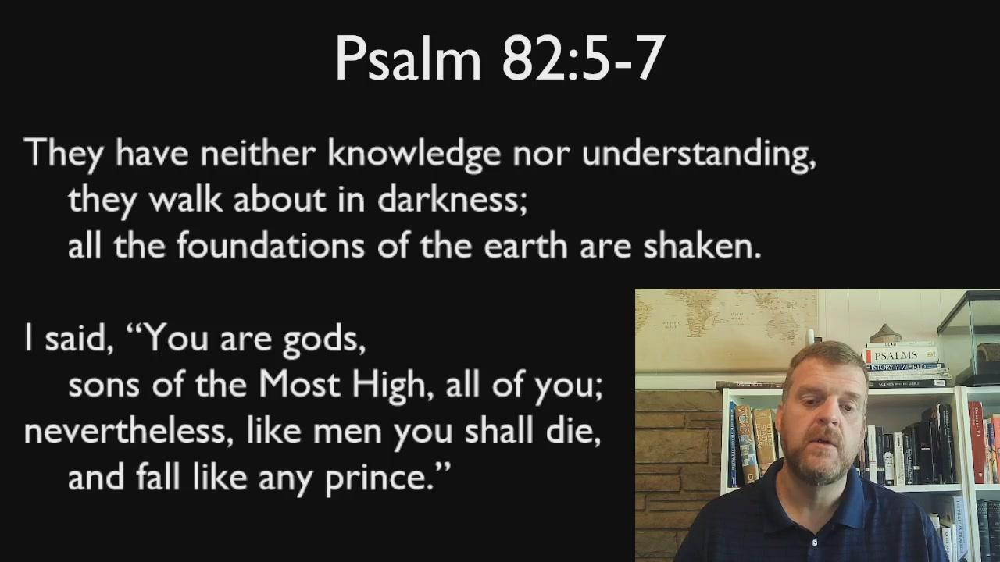 Psalm 82:5-7
They have neither knowledge nor understanding,
they walk about in darkness;
all the foundations of the earth are shaken.
I said, “You are gods,
sons of the Most High, all of you;
nevertheless, like men you shall die,
and fall like any prince.”
LEAD
PSALMS
HISTORY of the WORLD